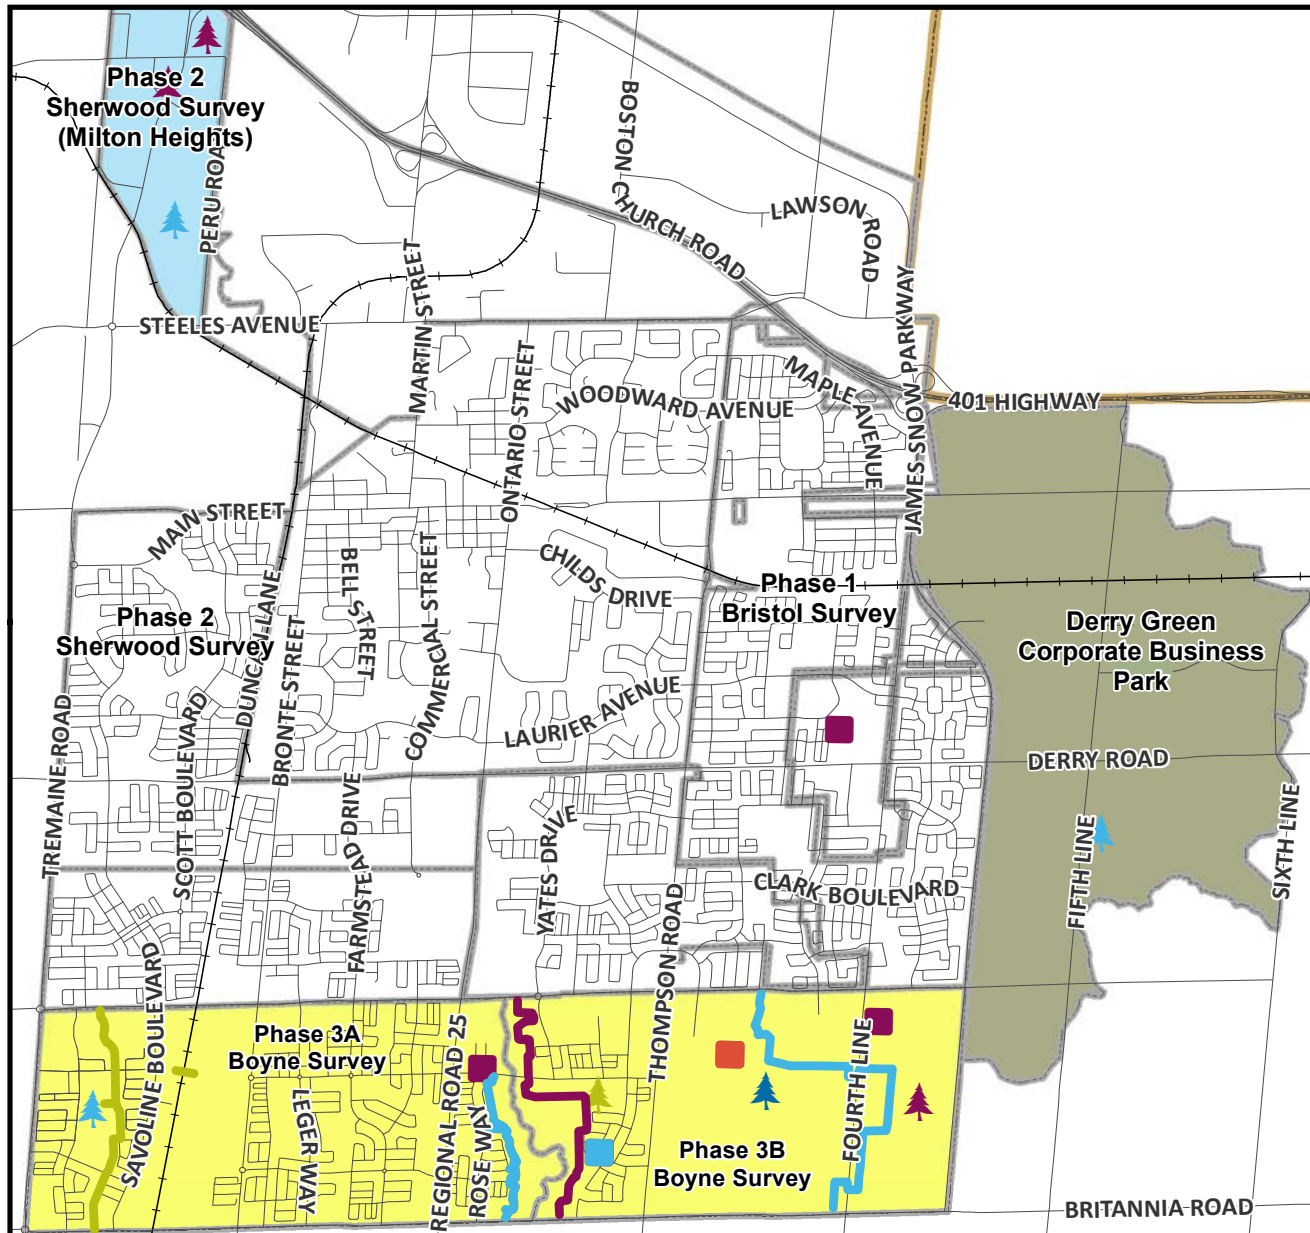 Phase 2
Sherwood Survey
(Milton Heights)
PERU ROAD
BOSTON CHURCH ROAD
LAWSON ROAD
STEELES AVENUE
MARTIN STREET
JAMES SNOW PARKWAY
ONTARIO STREET
WOODWARD AVENUE
MAPLE AVENUE
401 HIGHWAY
MAIN STREET
BELL STREET
COMMERCIAL STREET
CHILDS DRIVE
Phase 1
Bristol Survey
Phase 2
Sherwood Survey
DUNCAN LANE
BRONTE STREET
Derry Green
Corporate Business
Park
LAURIER AVENUE
TREMAINE ROAD
SCOTT BOULEVARD
DERRY ROAD
FARMSTEAD DRIVE
YATES DRIVE
CLARK BOULEVARD
FIFTH LINE
SIXTH LINE
THOMPSON ROAD
SAVOLINE BOULEVARD
Phase 3A
Boyne Survey
LEGER WAY
REGIONAL ROAD 25
ROSE WAY
FOURTH LINE
Phase 3B
Boyne Survey
BRITANNIA ROAD